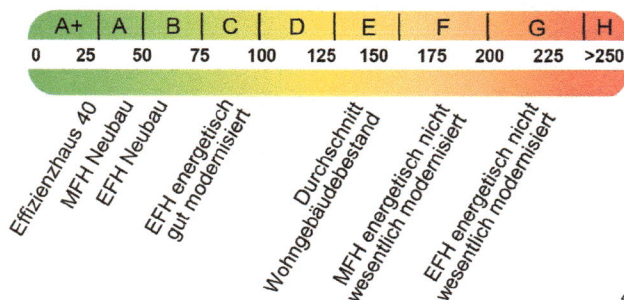 A+ A B C D E F G H
0 25 50 75 100 125 150 175 200 225 >250
Effizienzhaus 40
MFH Neubau
EFH Neubau
EFH energetisch
gut modernisiert
Durchschnitt
Wohngebäudebestand
MFH energetisch nicht
wesentlich modernisiert
EFH energetisch nicht
wesentlich modernisiert